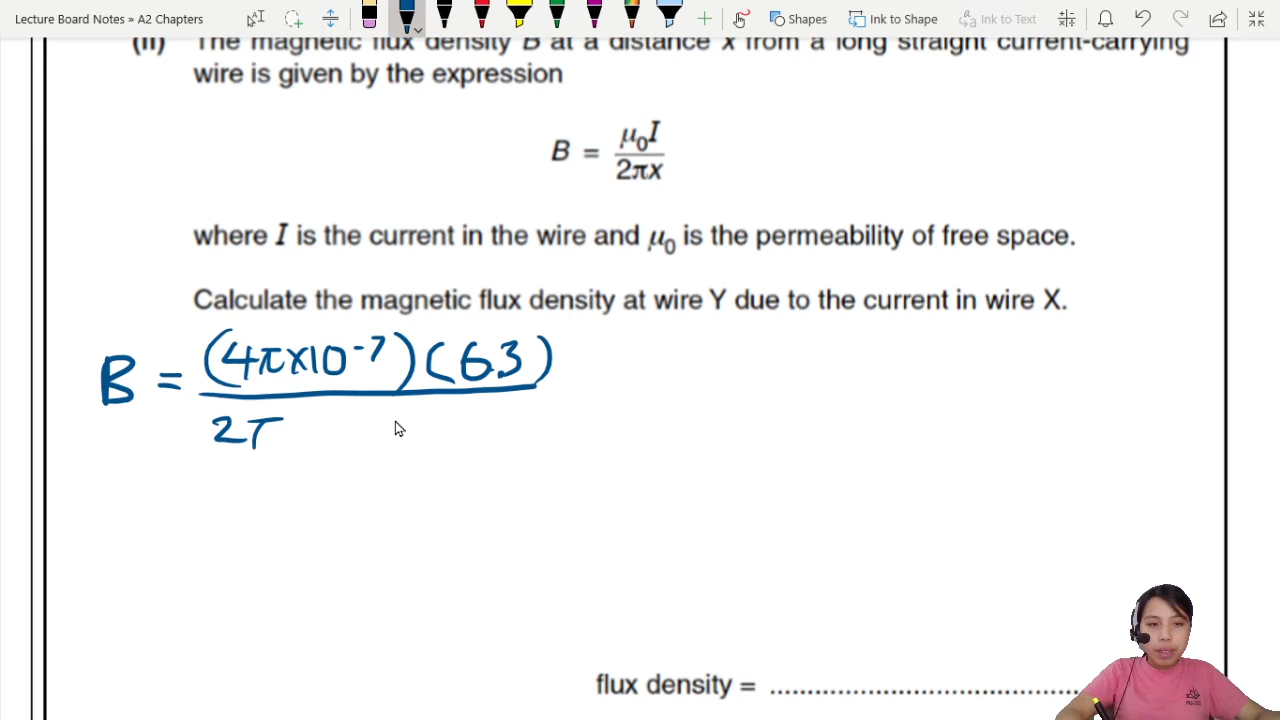 Lecture Board Notes » A2 Chapters
Shapes
Ink to Shape
Ink to Text
(ii) The magnetic flux density B at a distance x from a long straight current-carrying
wire is given by the expression
B = μ₀I / 2πx
where I is the current in the wire and μ₀ is the permeability of free space.
Calculate the magnetic flux density at wire Y due to the current in wire X.
B = (4π×10⁻⁷)(63)
2T
flux density = ..........................................